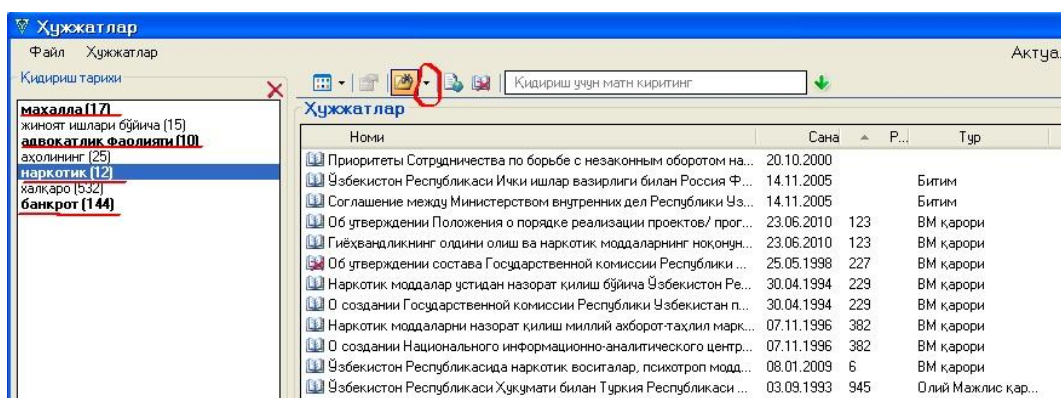 Ҳужжатлар
Файл Ҳужжатлар Актуа
Қидириш тарихи
Қидириш учун матн киритинг
махалла (17)
жиноят ишлари бўйича (15)
адвокатлик фаолияти (10)
аҳолининг (25)
наркотик (12)
халқаро (532)
банкрот (144)
Ҳужжатлар
Номи Сана Р... Тур
Приоритеты Сотрудничества по борьбе с незаконным оборотом на... 20.10.2000
Ўзбекистон Республикаси Ички ишлар вазирлиги билан Россия Ф... 14.11.2005 Битим
Соглашение между Министерством внутренних дел Республики Уз... 14.11.2005 Битим
Об утверждении Положения о порядке реализации проектов/ прог... 23.06.2010 123 ВМ қарори
Гиёҳвандликнинг олдини олиш ва наркотик моддаларнинг ноқонун... 23.06.2010 123 ВМ қарори
Об утверждении состава Государственной комиссии Республики ... 25.05.1998 227 ВМ қарори
Наркотик моддалар устидан назорат қилиш бўйича Ўзбекистон Ре... 30.04.1994 229 ВМ қарори
О создании Государственной комиссии Республики Узбекистан п... 30.04.1994 229 ВМ қарори
Наркотик моддаларни назорат қилиш миллий ахборот-таҳлил марк... 07.11.1996 382 ВМ қарори
О создании Национального информационно-аналитического центр... 07.11.1996 382 ВМ қарори
Ўзбекистон Республикасида наркотик воситалар, психотроп модд... 08.01.2009 6 ВМ қарори
Ўзбекистон Республикаси Ҳукумати билан Туркия Республикаси ... 03.09.1993 945 Олий Мажлис қар...